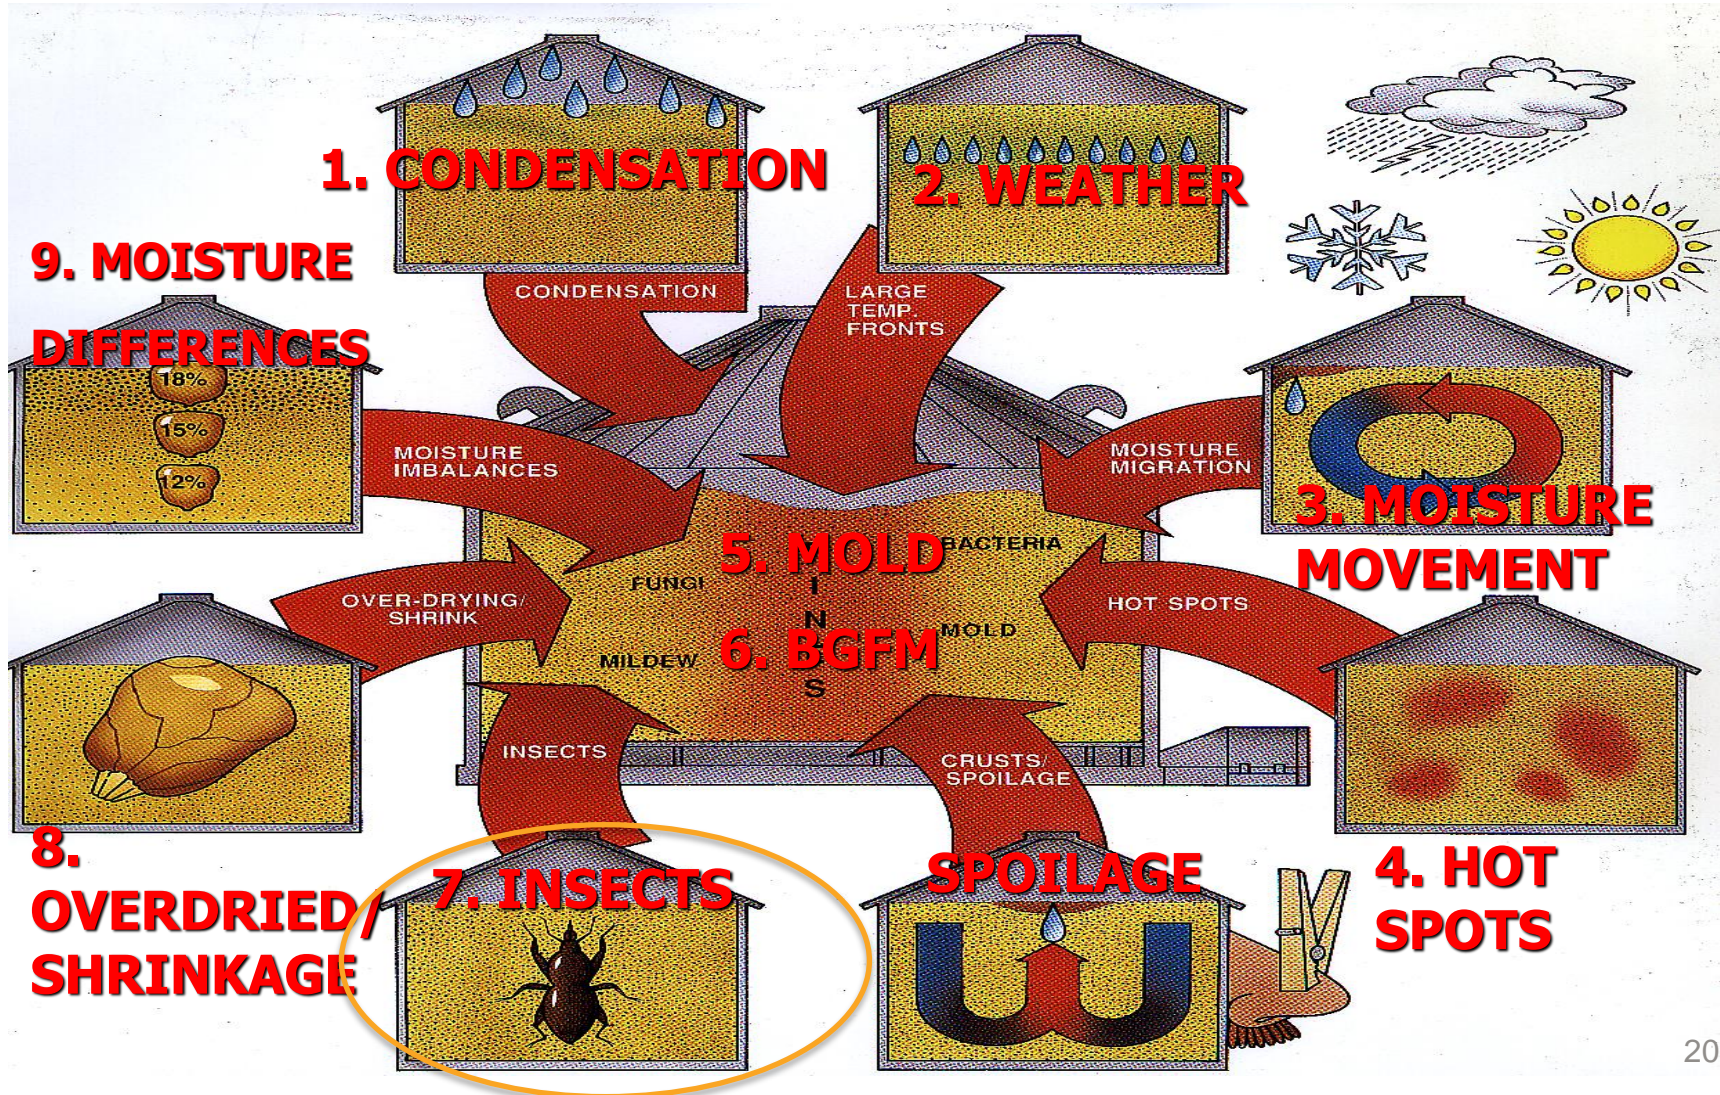 1. CONDENSATION
2. WEATHER
9. MOISTURE
DIFFERENCES
CONDENSATION
LARGE
TEMP.
FRONTS
18%
15%
12%
MOISTURE
IMBALANCES
MOISTURE
MIGRATION
3. MOISTURE
MOVEMENT
5. MOLD
BACTERIA
FUNGI
I
N
MOLD
6. BGFM
MILDEW
S
OVER-DRYING/
SHRINK
HOT SPOTS
INSECTS
CRUSTS/
SPOILAGE
8.
OVERDRIED/
SHRINKAGE
7. INSECTS
SPOILAGE
4. HOT
SPOTS
20